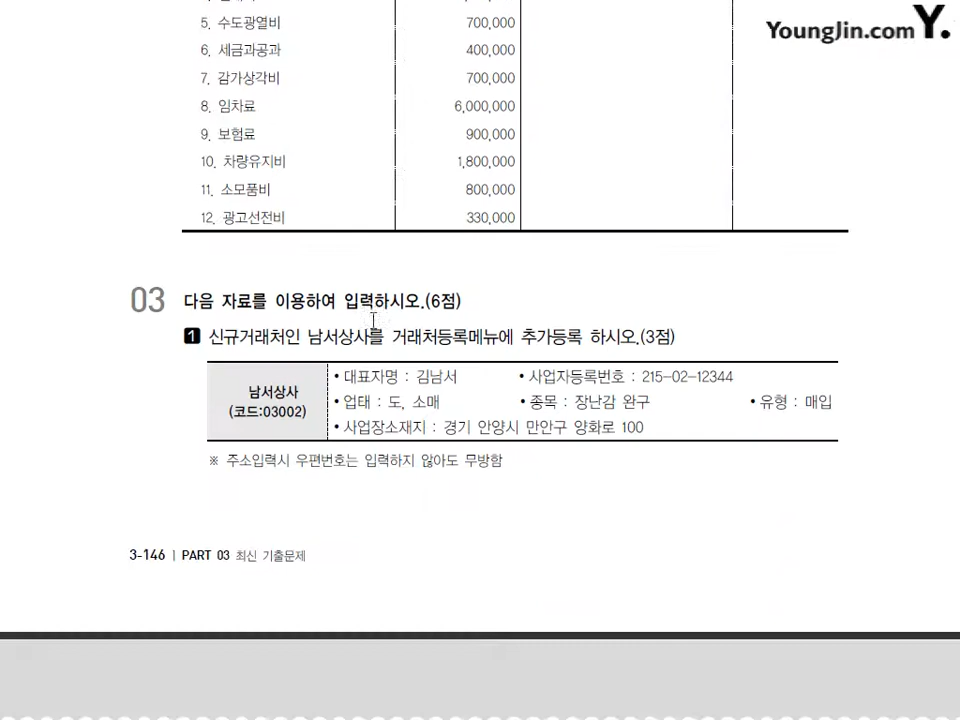 YoungJin.com Y.
5. 수도광열비 700,000
6. 세금과공과 400,000
7. 감가상각비 700,000
8. 임차료 6,000,000
9. 보험료 900,000
10. 차량유지비 1,800,000
11. 소모품비 800,000
12. 광고선전비 330,000
03 다음 자료를 이용하여 입력하시오.(6점)
1 신규거래처인 남서상사를 거래처등록메뉴에 추가등록 하시오.(3점)
남서상사
(코드:03002)
• 대표자명 : 김남서 • 사업자등록번호 : 215-02-12344
• 업태 : 도, 소매 • 종목 : 장난감 완구 • 유형 : 매입
• 사업장소재지 : 경기 안양시 만안구 양화로 100
※ 주소입력시 우편번호는 입력하지 않아도 무방함
3-146 | PART 03 최신 기출문제